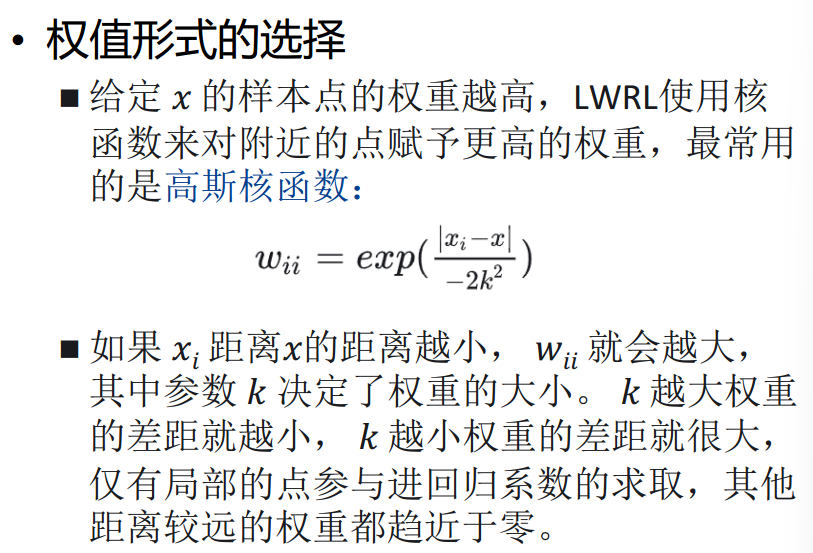 • 权值形式的选择
■ 给定 x 的样本点的权重越高，LWRL使用核
函数来对附近的点赋予更高的权重，最常用
的是高斯核函数：
w_{ii} = exp(\frac{|x_i-x|}{-2k^2})
■ 如果 x_i 距离x的距离越小， w_{ii} 就会越大，
其中参数 k 决定了权重的大小。 k 越大权重
的差距就越小， k 越小权重的差距就很大，
仅有局部的点参与进回归系数的求取，其他
距离较远的权重都趋近于零。